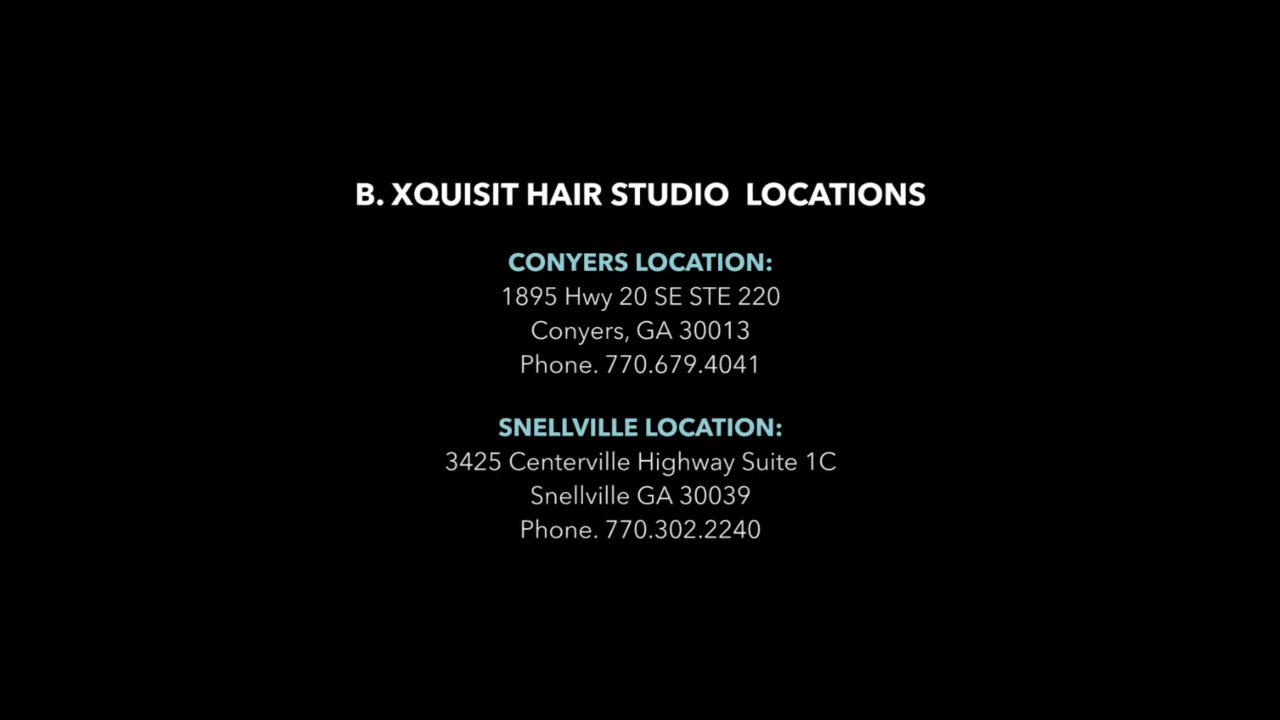 B. XQUISIT HAIR STUDIO  LOCATIONS
CONYERS LOCATION:
1895 Hwy 20 SE STE 220
Conyers, GA 30013
Phone. 770.679.4041
SNELLVILLE LOCATION:
3425 Centerville Highway Suite 1C
Snellville GA 30039
Phone. 770.302.2240